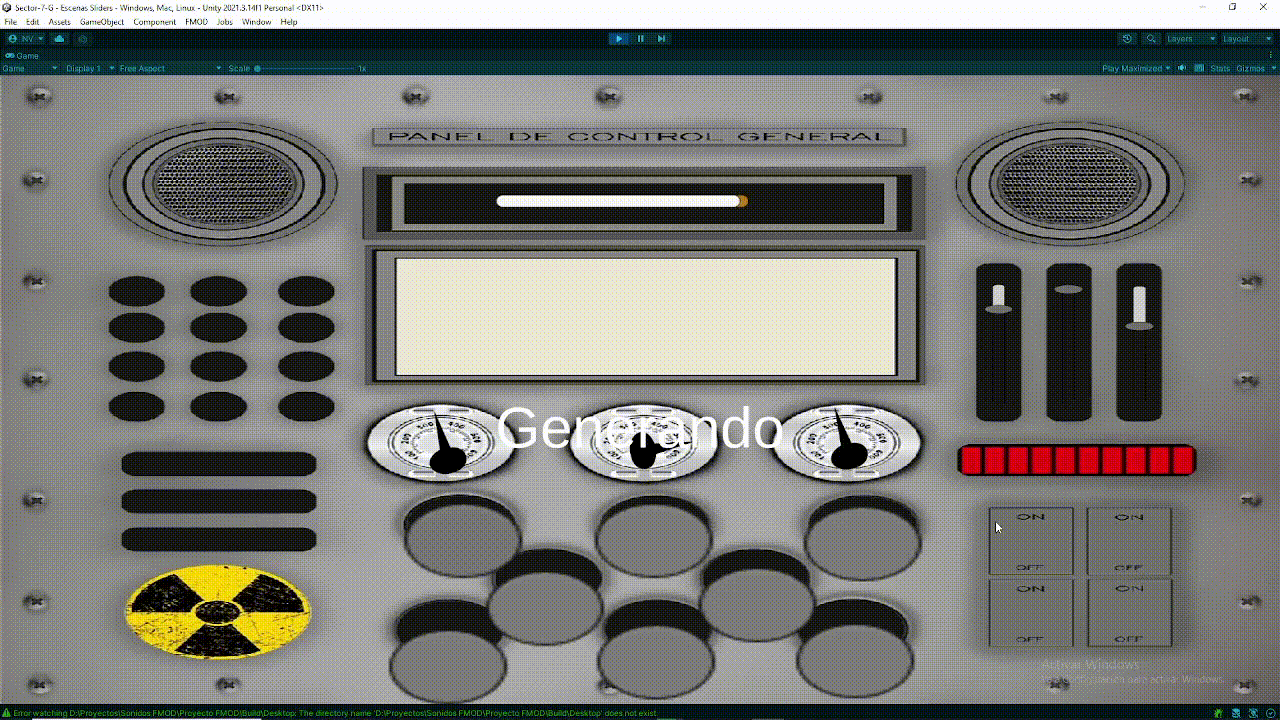 Sector-7-G - Escenas Sliders - Windows, Mac, Linux - Unity 2021.3.14f1 Personal <DX11>
File Edit Assets GameObject Component FMOD Jobs Window Help
NV Layers Layout
Game
Game Display 1 Free Aspect Scale 1x Play Maximized Stats Gizmos
PANEL DE CONTROL GENERAL
Generando
ON ON
OFF OFF
ON ON
OFF OFF
Activar Windows
para activar Windows.
Error watching D:\Proyectos\Sonidos FMOD\Proyecto FMOD\Build\Desktop: The directory name 'D:\Proyectos\Sonidos FMOD\Proyecto FMOD\Build\Desktop' does not exist.